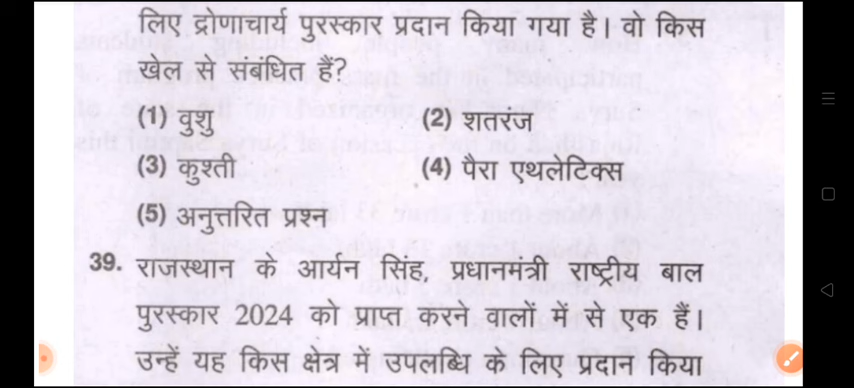 लिए द्रोणाचार्य पुरस्कार प्रदान किया गया है। वो किस
खेल से संबंधित हैं?
(1) वुशु (2) शतरंज
(3) कुश्ती (4) पैरा एथलेटिक्स
(5) अनुत्तरित प्रश्न
39. राजस्थान के आर्यन सिंह, प्रधानमंत्री राष्ट्रीय बाल
पुरस्कार 2024 को प्राप्त करने वालों में से एक हैं।
उन्हें यह किस क्षेत्र में उपलब्धि के लिए प्रदान किया